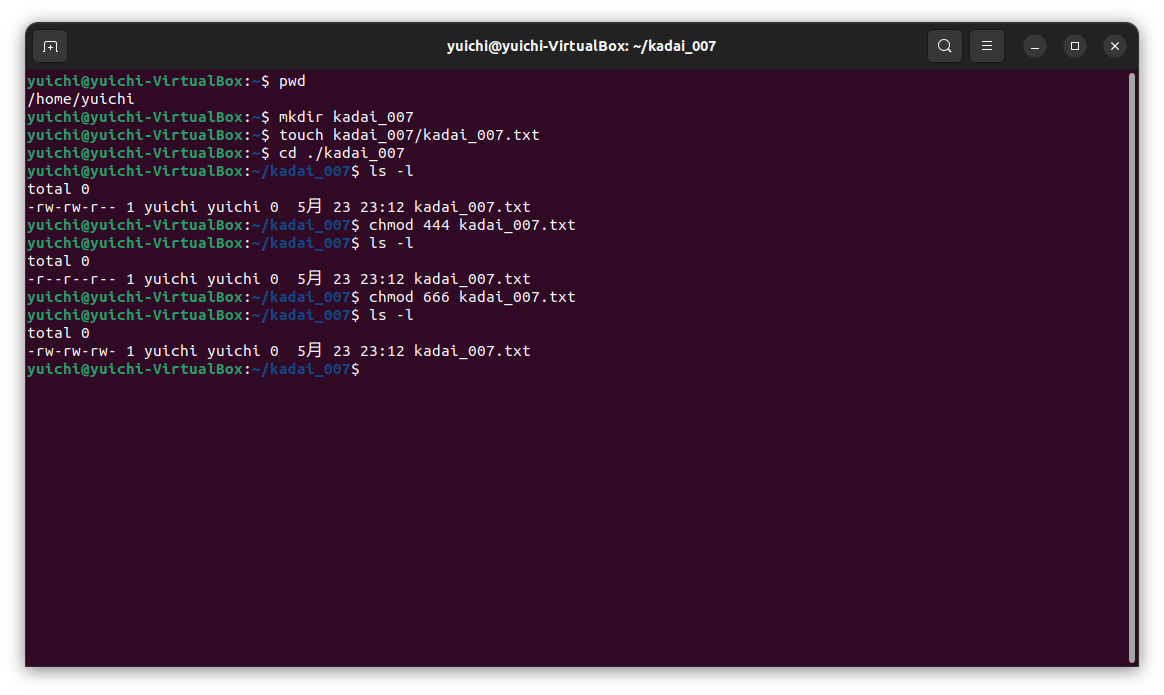 yuichi@yuichi-VirtualBox: ~/kadai_007
yuichi@yuichi-VirtualBox:~$ pwd
/home/yuichi
yuichi@yuichi-VirtualBox:~$ mkdir kadai_007
yuichi@yuichi-VirtualBox:~$ touch kadai_007/kadai_007.txt
yuichi@yuichi-VirtualBox:~$ cd ./kadai_007
yuichi@yuichi-VirtualBox:~/kadai_007$ ls -l
total 0
-rw-rw-r-- 1 yuichi yuichi 0  5月 23 23:12 kadai_007.txt
yuichi@yuichi-VirtualBox:~/kadai_007$ chmod 444 kadai_007.txt
yuichi@yuichi-VirtualBox:~/kadai_007$ ls -l
total 0
-r--r--r-- 1 yuichi yuichi 0  5月 23 23:12 kadai_007.txt
yuichi@yuichi-VirtualBox:~/kadai_007$ chmod 666 kadai_007.txt
yuichi@yuichi-VirtualBox:~/kadai_007$ ls -l
total 0
-rw-rw-rw- 1 yuichi yuichi 0  5月 23 23:12 kadai_007.txt
yuichi@yuichi-VirtualBox:~/kadai_007$